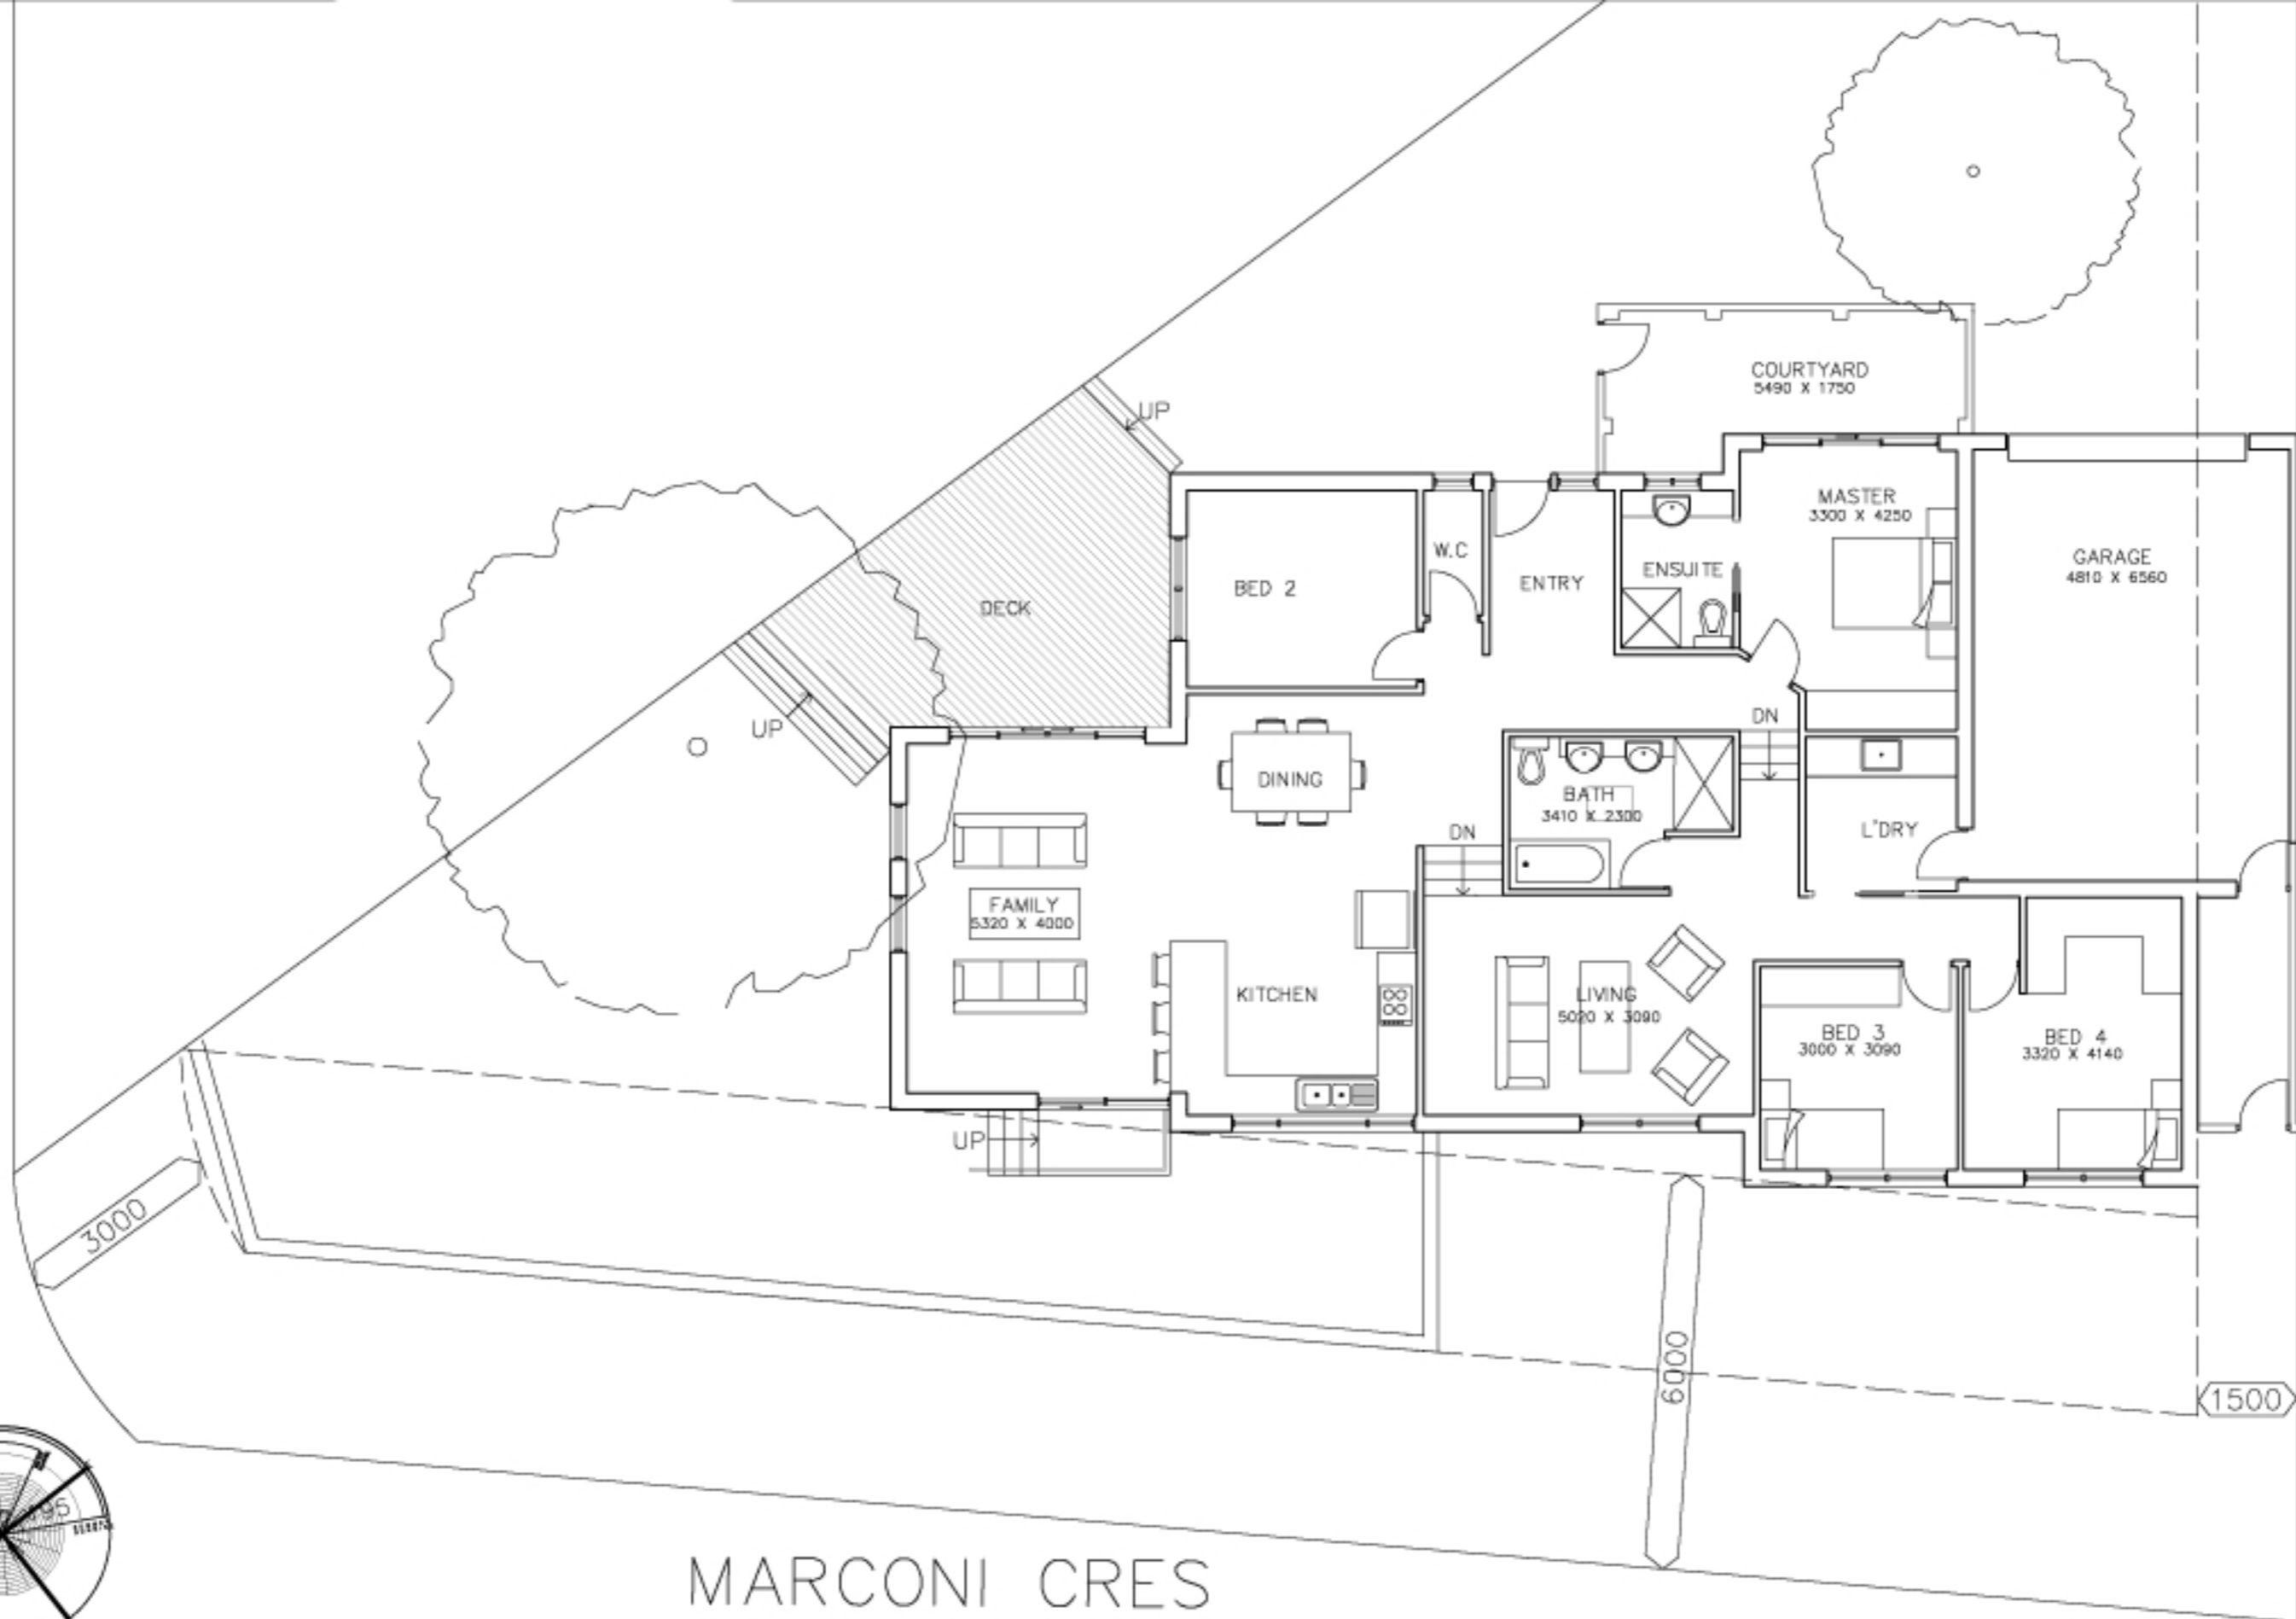 UP
COURTYARD
5490 X 1750
MASTER
3300 X 4250
W.C
ENSUITE
GARAGE
4810 X 6560
BED 2
ENTRY
DECK
UP
DN
DINING
BATH
3410 X 2300
DN
L'DRY
FAMILY
5320 X 4000
KITCHEN
LIVING
5020 X 3090
BED 3
3000 X 3090
BED 4
3320 X 4140
UP
3000
6000
1500
MARCONI CRES